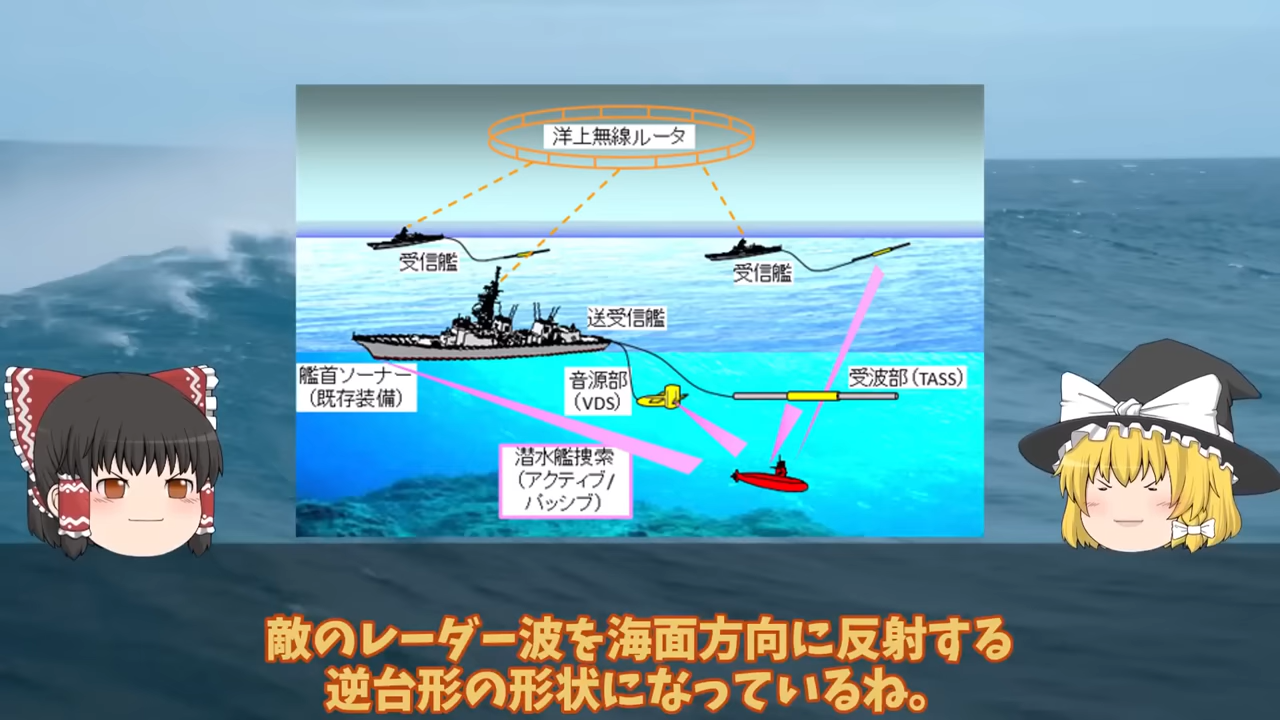 洋上無線ルータ
受信艦
受信艦
送受信艦
艦首ソーナー
(既存装備)
音源部
(VDS)
受波部(TASS)
潜水艦捜索
(アクティブ/
パッシブ)
敵のレーダー波を海面方向に反射する
逆台形の形状になっているね。